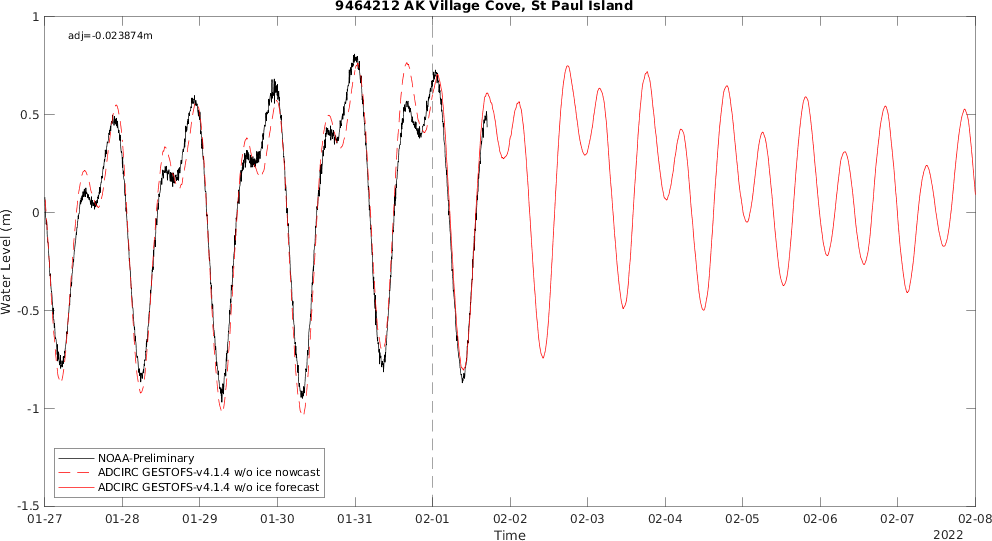 9464212 AK Village Cove, St Paul Island
adj=-0.023874m
1
0.5
0
-0.5
-1
-1.5
Water Level (m)
NOAA-Preliminary
ADCIRC GESTOFS-v4.1.4 w/o ice nowcast
ADCIRC GESTOFS-v4.1.4 w/o ice forecast
01-27 01-28 01-29 01-30 01-31 02-01 02-02 02-03 02-04 02-05 02-06 02-07 02-08
Time
2022